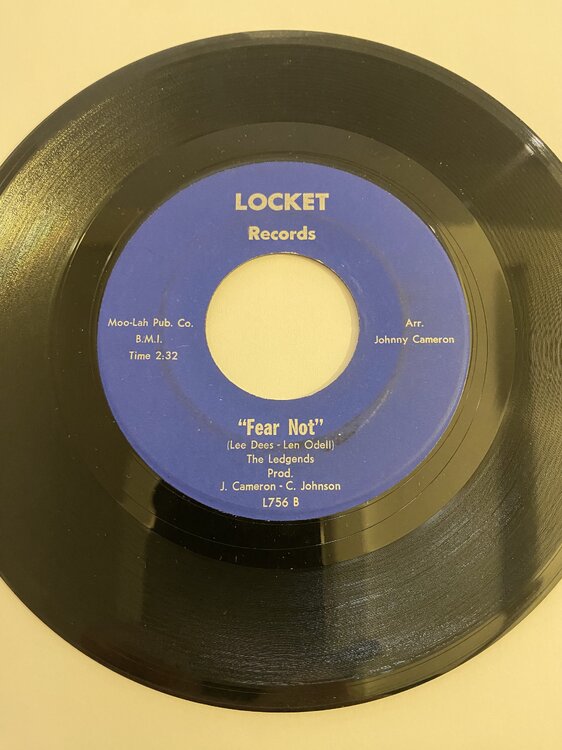 LOCKET
Records
Moo-Lah Pub. Co.
B.M.I.
Time 2:32
Arr.
Johnny Cameron
"Fear Not"
(Lee Dees - Len Odell)
The Ledgends
Prod.
J. Cameron - C. Johnson
L756 B